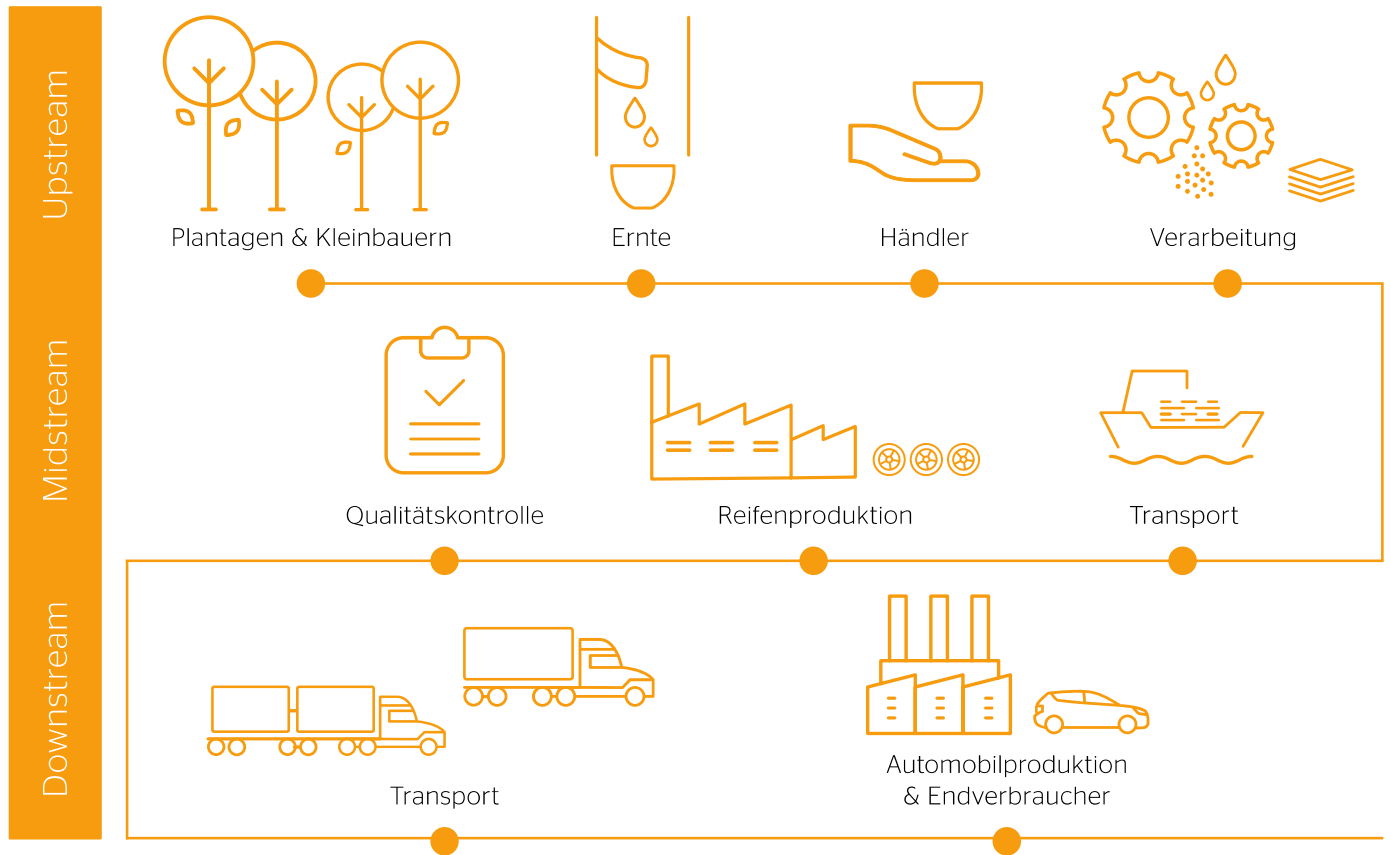 Upstream
Plantagen & Kleinbauern
Ernte
Händler
Verarbeitung
Midstream
Qualitätskontrolle
Reifenproduktion
Transport
Downstream
Transport
Automobilproduktion
& Endverbraucher